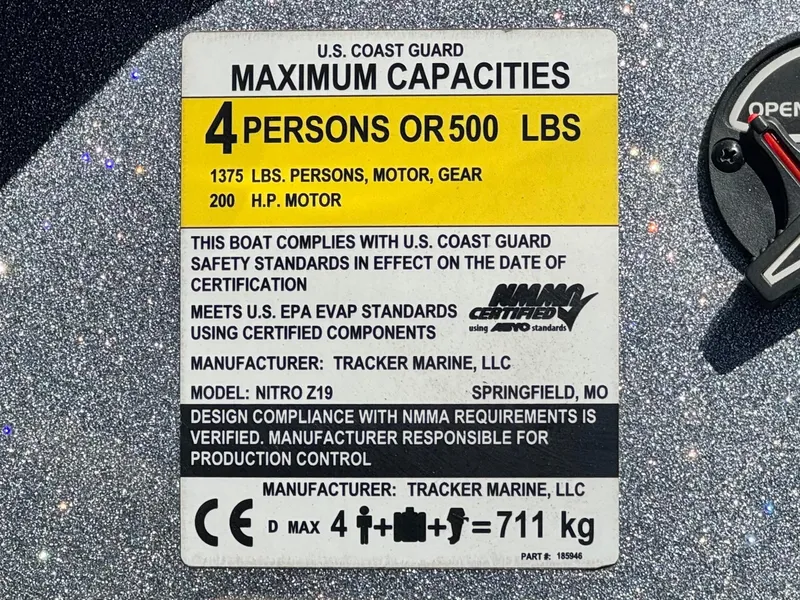 U.S. COAST GUARD
MAXIMUM CAPACITIES
4 PERSONS OR 500 LBS
1375 LBS. PERSONS, MOTOR, GEAR
200 H.P. MOTOR
THIS BOAT COMPLIES WITH U.S. COAST GUARD
SAFETY STANDARDS IN EFFECT ON THE DATE OF
CERTIFICATION
MEETS U.S. EPA EVAP STANDARDS
USING CERTIFIED COMPONENTS
NMMA
CERTIFIED
using ABYC standards
MANUFACTURER: TRACKER MARINE, LLC
MODEL: NITRO Z19 SPRINGFIELD, MO
DESIGN COMPLIANCE WITH NMMA REQUIREMENTS IS
VERIFIED. MANUFACTURER RESPONSIBLE FOR
PRODUCTION CONTROL
MANUFACTURER: TRACKER MARINE, LLC
CE D MAX 4 + + = 711 kg
PART #: 185946
OPEN